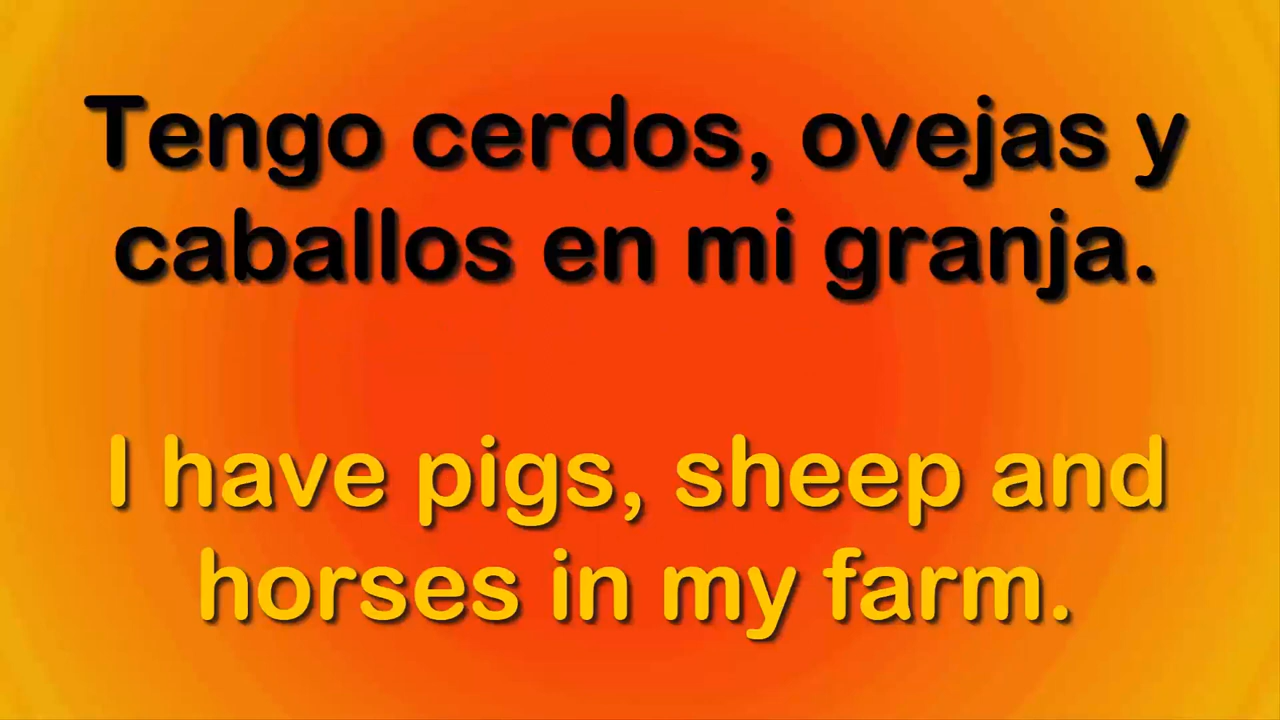 Tengo cerdos, ovejas y
caballos en mi granja.
I have pigs, sheep and
horses in my farm.